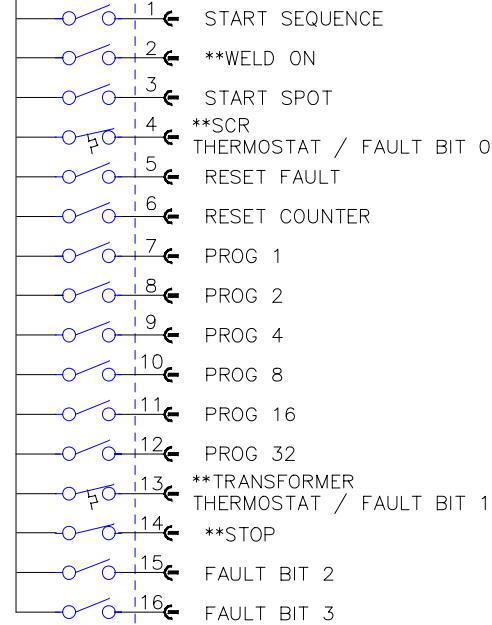 1 START SEQUENCE
2 **WELD ON
3 START SPOT
4 **SCR
THERMOSTAT / FAULT BIT 0
5 RESET FAULT
6 RESET COUNTER
7 PROG 1
8 PROG 2
9 PROG 4
10 PROG 8
11 PROG 16
12 PROG 32
13 **TRANSFORMER
THERMOSTAT / FAULT BIT 1
14 **STOP
15 FAULT BIT 2
16 FAULT BIT 3